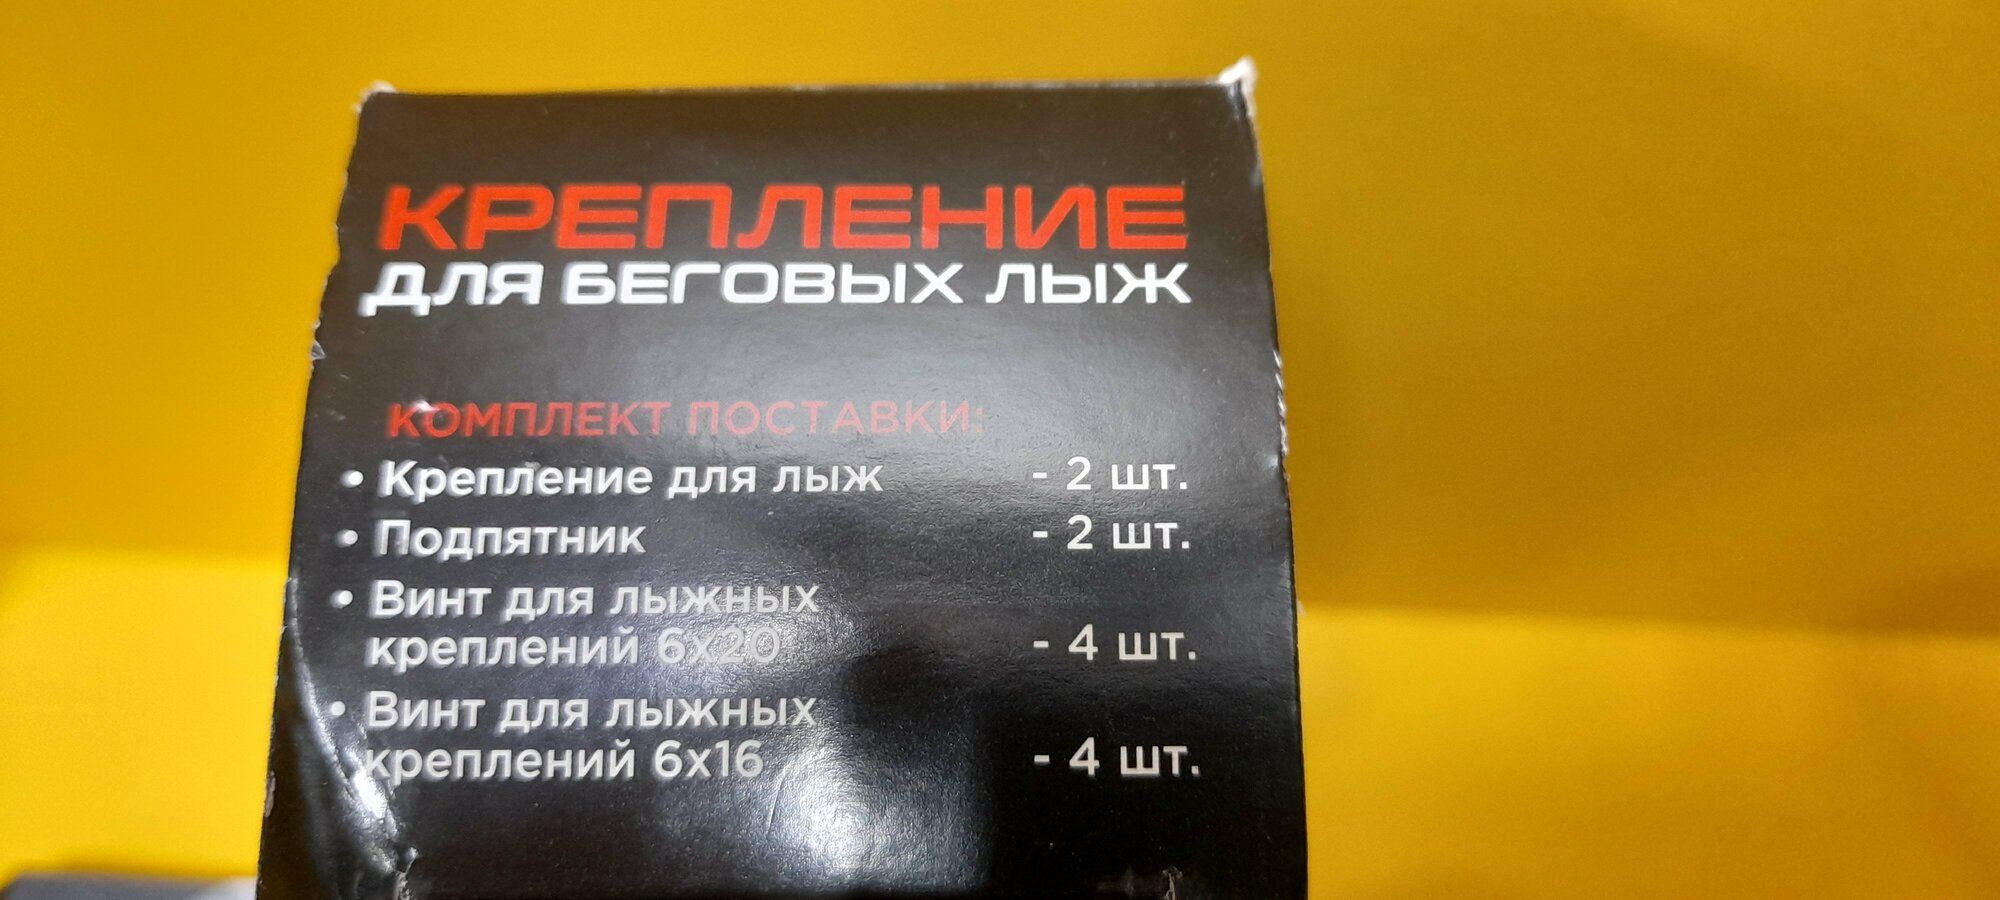 КРЕПЛЕНИЕ
ДЛЯ БЕГОВЫХ ЛЫЖ
КОМПЛЕКТ ПОСТАВКИ:
• Крепление для лыж - 2 шт.
• Подпятник - 2 шт.
• Винт для лыжных
креплений 6х20 - 4 шт.
• Винт для лыжных
креплений 6х16 - 4 шт.